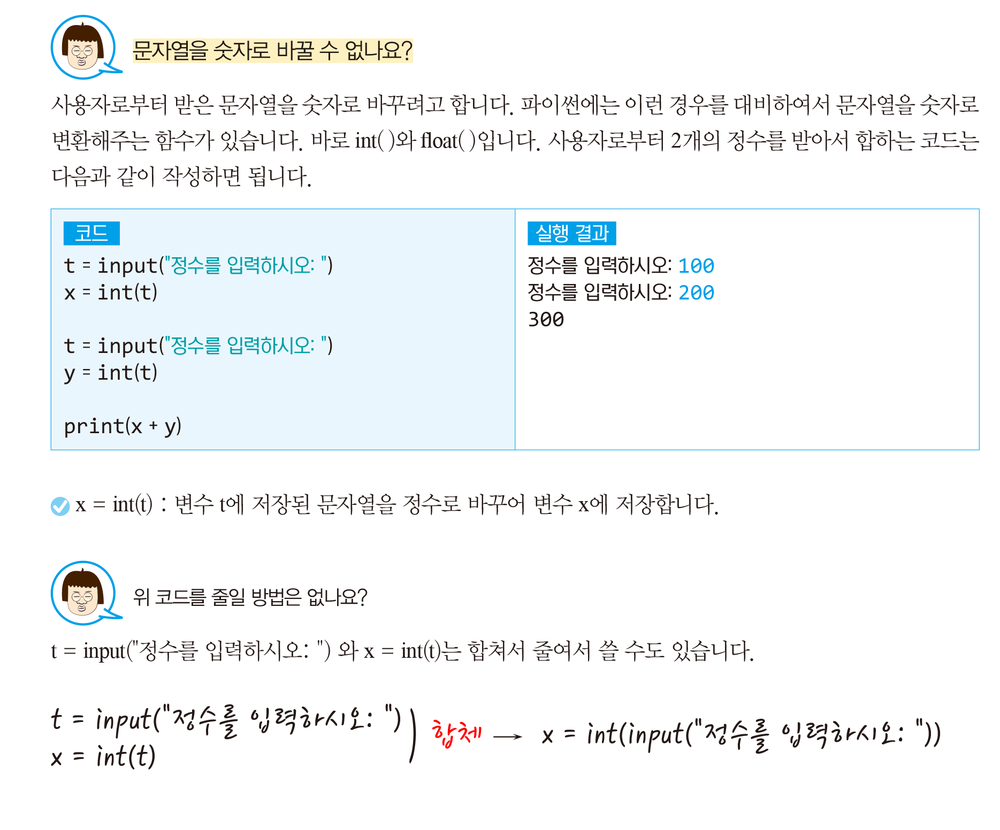 문자열을 숫자로 바꿀 수 없나요?
사용자로부터 받은 문자열을 숫자로 바꾸려고 합니다. 파이썬에는 이런 경우를 대비하여서 문자열을 숫자로
변환해주는 함수가 있습니다. 바로 int( )와 float( )입니다. 사용자로부터 2개의 정수를 받아서 합하는 코드는
다음과 같이 작성하면 됩니다.
코드
t = input("정수를 입력하시오: ")
x = int(t)
t = input("정수를 입력하시오: ")
y = int(t)
print(x + y)
실행 결과
정수를 입력하시오: 100
정수를 입력하시오: 200
300
x = int(t) : 변수 t에 저장된 문자열을 정수로 바꾸어 변수 x에 저장합니다.
위 코드를 줄일 방법은 없나요?
t = input("정수를 입력하시오: ") 와 x = int(t)는 합쳐서 줄여서 쓸 수도 있습니다.
t = input("정수를 입력하시오: ")
x = int(t)
합체 → x = int(input("정수를 입력하시오: "))